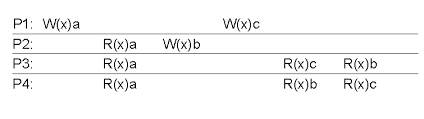 P1: W(x)a W(x)c
P2: R(x)a W(x)b
P3: R(x)a R(x)c R(x)b
P4: R(x)a R(x)b R(x)c